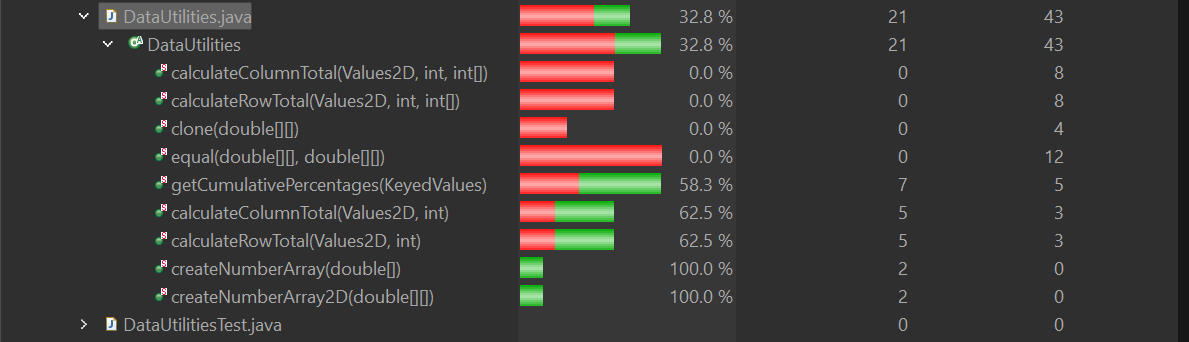 DataUtilities.java 32.8 % 21 43
DataUtilities 32.8 % 21 43
calculateColumnTotal(Values2D, int, int[]) 0.0 % 0 8
calculateRowTotal(Values2D, int, int[]) 0.0 % 0 8
clone(double[][]) 0.0 % 0 4
equal(double[][], double[][]) 0.0 % 0 12
getCumulativePercentages(KeyedValues) 58.3 % 7 5
calculateColumnTotal(Values2D, int) 62.5 % 5 3
calculateRowTotal(Values2D, int) 62.5 % 5 3
createNumberArray(double[]) 100.0 % 2 0
createNumberArray2D(double[][]) 100.0 % 2 0
DataUtilitiesTest.java 0 0